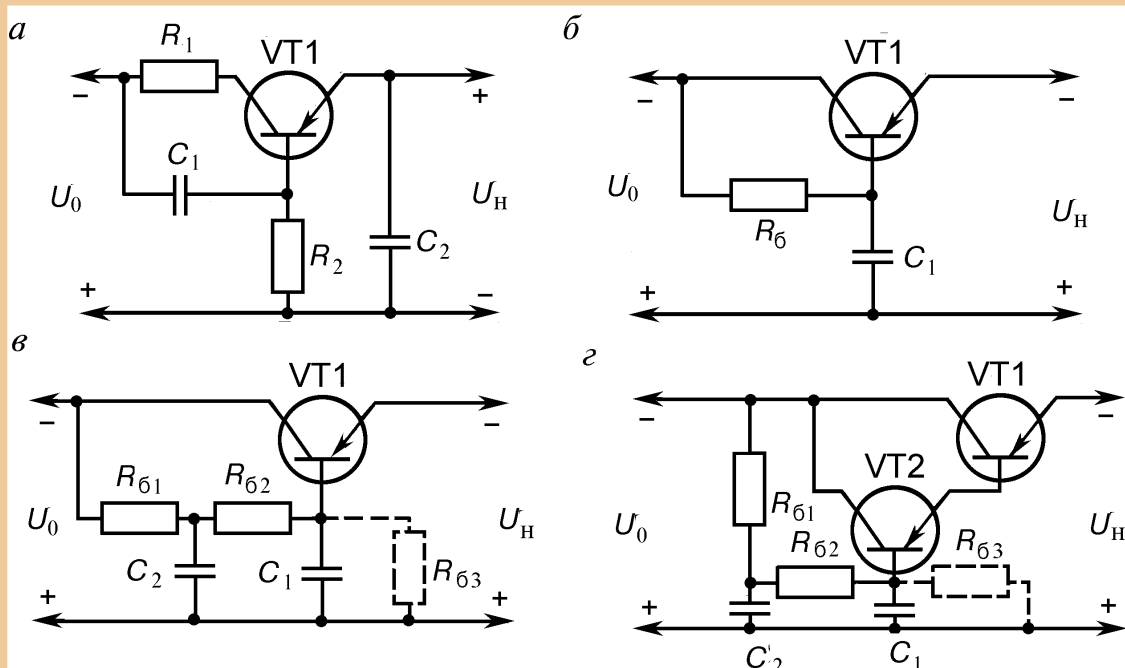 а
R1
VT1
−
+
C1
U0
Uн
R2
C2
+
−
б
VT1
−
−
U0
Rб
Uн
C1
+
+
в
VT1
−
−
Rб1
Rб2
U0
Uн
C2
C1
Rб3
+
+
г
VT1
−
−
VT2
Rб1
U0
Uн
Rб2
Rб3
+
+
C2
C1